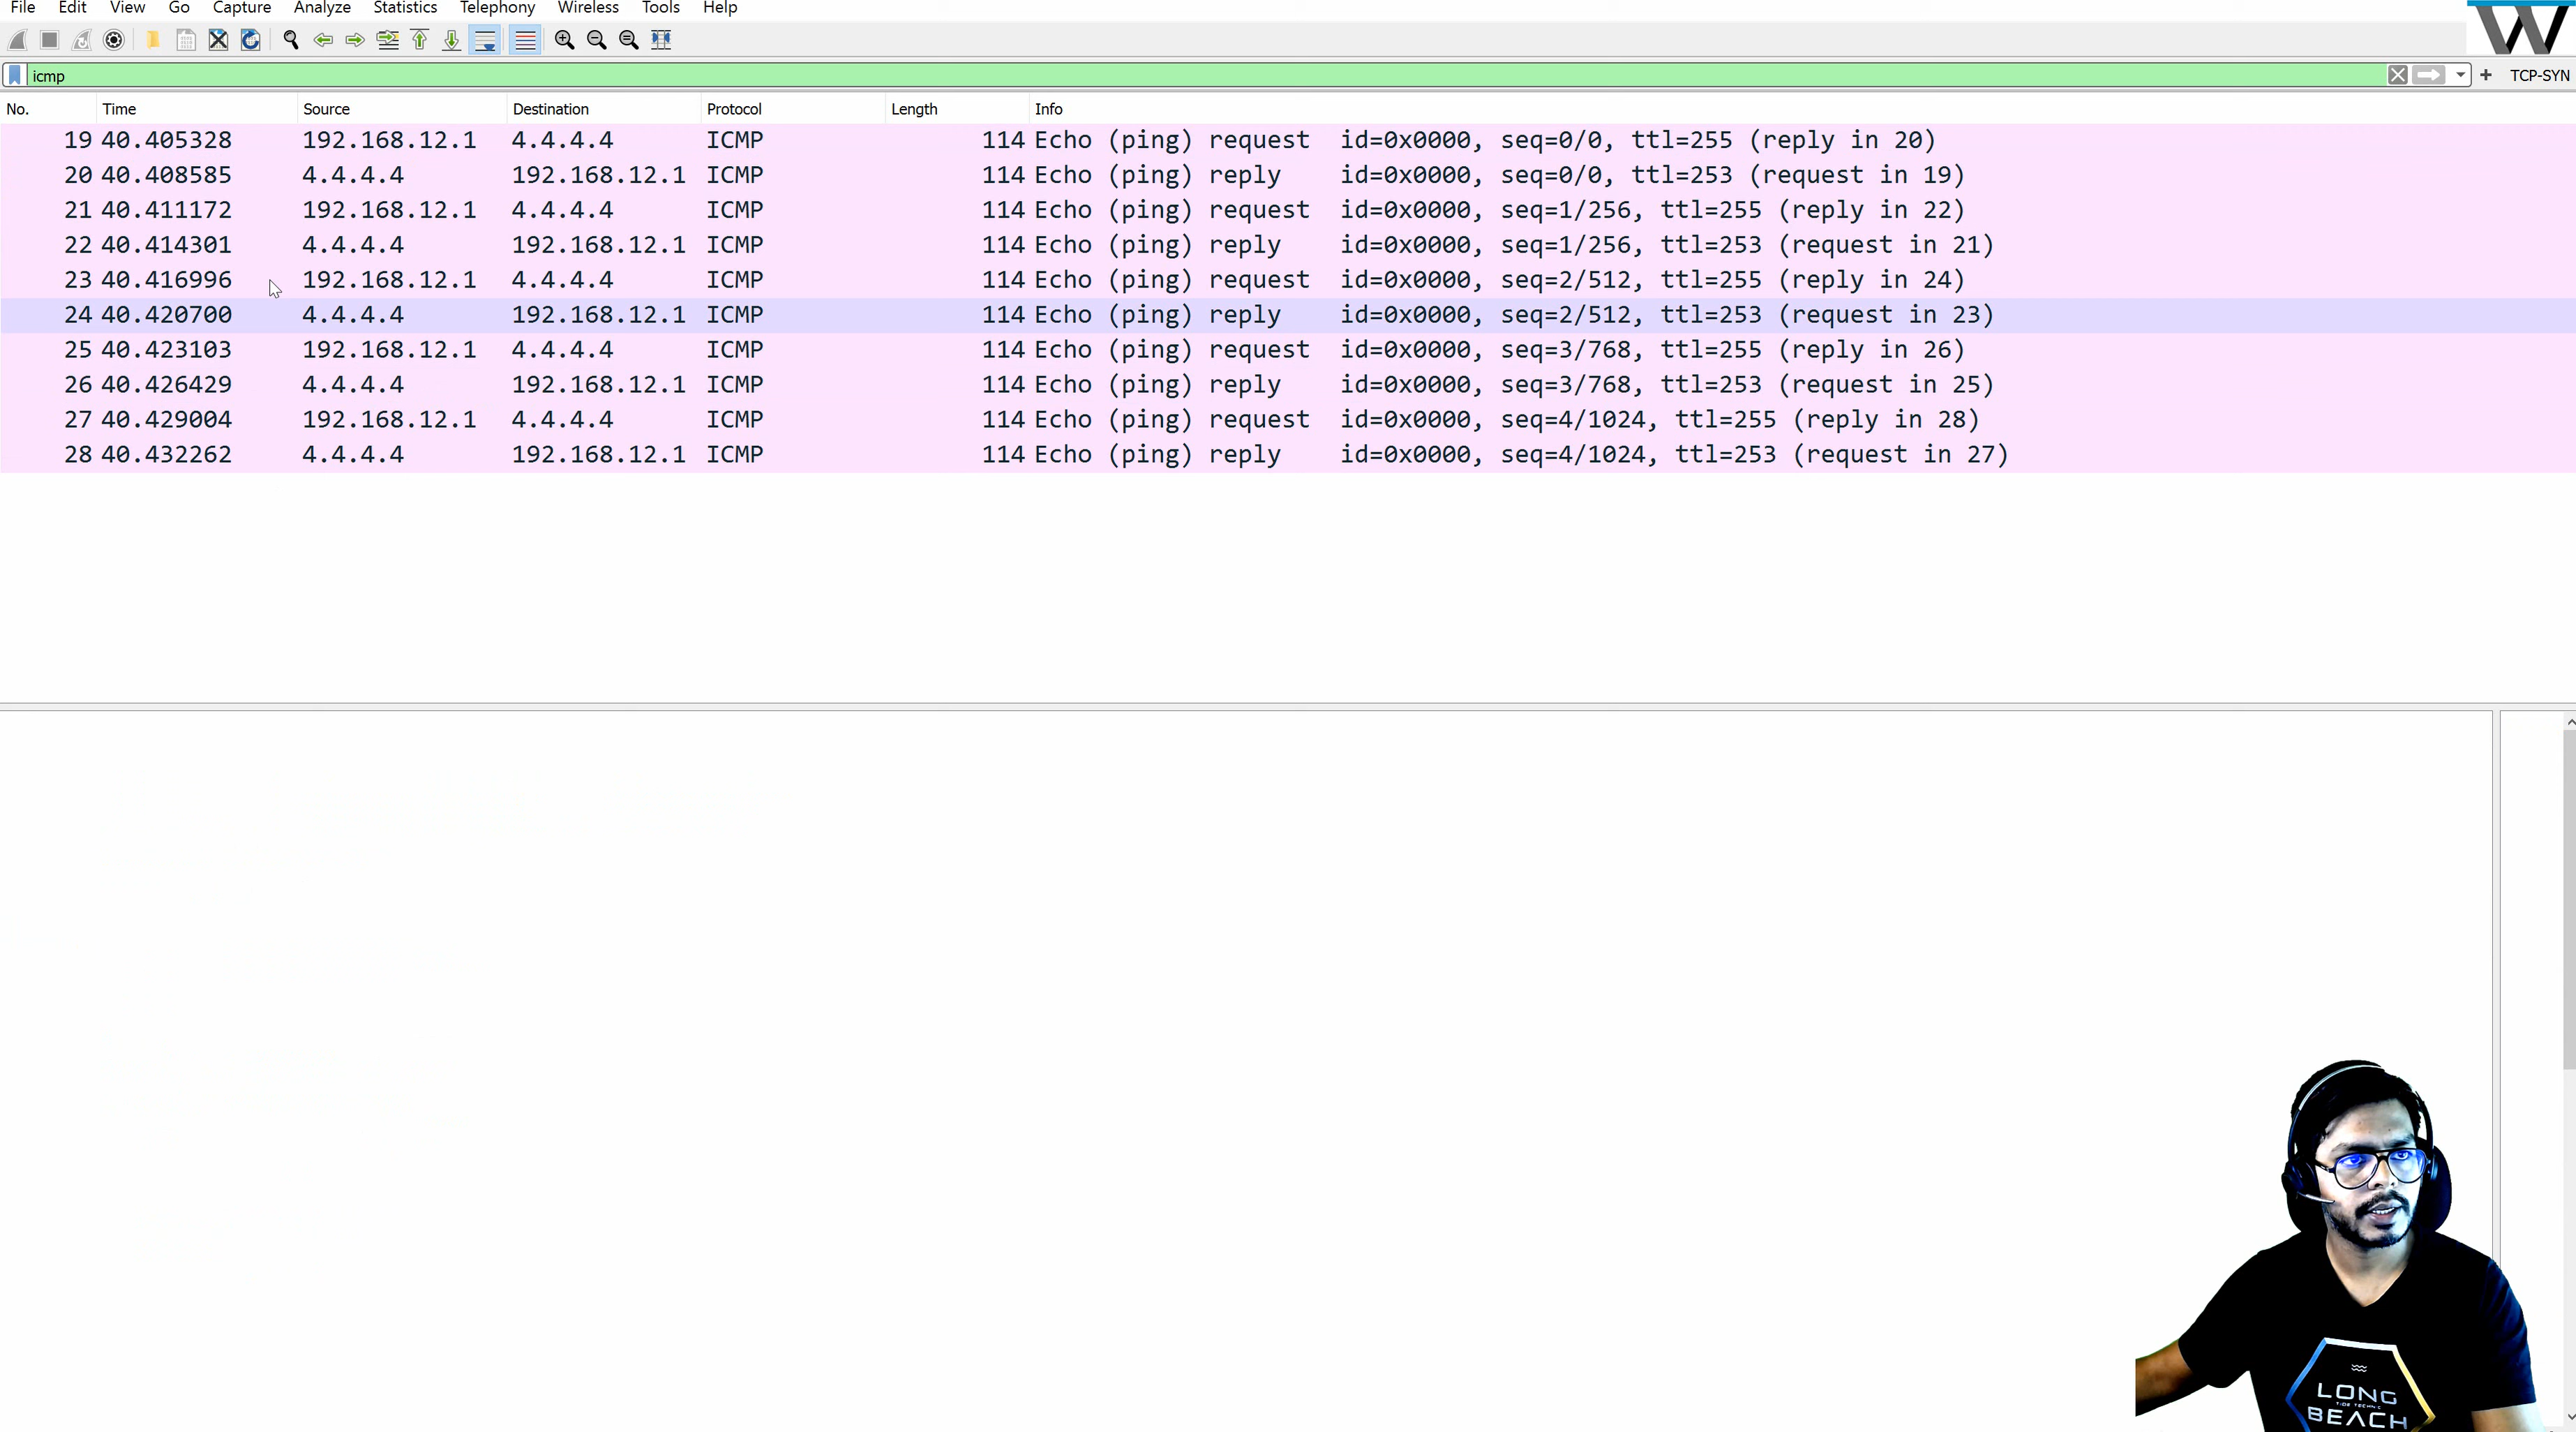 File Edit View Go Capture Analyze Statistics Telephony Wireless Tools Help
icmp TCP-SYN
No. Time Source Destination Protocol Length Info
19 40.405328 192.168.12.1 4.4.4.4 ICMP 114 Echo (ping) request id=0x0000, seq=0/0, ttl=255 (reply in 20)
20 40.408585 4.4.4.4 192.168.12.1 ICMP 114 Echo (ping) reply id=0x0000, seq=0/0, ttl=253 (request in 19)
21 40.411172 192.168.12.1 4.4.4.4 ICMP 114 Echo (ping) request id=0x0000, seq=1/256, ttl=255 (reply in 22)
22 40.414301 4.4.4.4 192.168.12.1 ICMP 114 Echo (ping) reply id=0x0000, seq=1/256, ttl=253 (request in 21)
23 40.416996 192.168.12.1 4.4.4.4 ICMP 114 Echo (ping) request id=0x0000, seq=2/512, ttl=255 (reply in 24)
24 40.420700 4.4.4.4 192.168.12.1 ICMP 114 Echo (ping) reply id=0x0000, seq=2/512, ttl=253 (request in 23)
25 40.423103 192.168.12.1 4.4.4.4 ICMP 114 Echo (ping) request id=0x0000, seq=3/768, ttl=255 (reply in 26)
26 40.426429 4.4.4.4 192.168.12.1 ICMP 114 Echo (ping) reply id=0x0000, seq=3/768, ttl=253 (request in 25)
27 40.429004 192.168.12.1 4.4.4.4 ICMP 114 Echo (ping) request id=0x0000, seq=4/1024, ttl=255 (reply in 28)
28 40.432262 4.4.4.4 192.168.12.1 ICMP 114 Echo (ping) reply id=0x0000, seq=4/1024, ttl=253 (request in 27)
LONG
BEACH